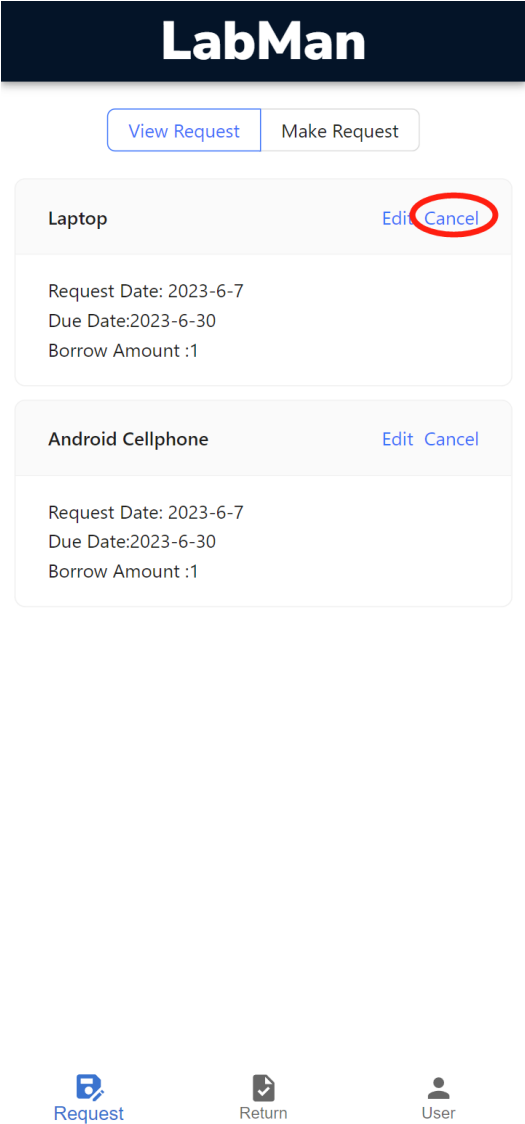 LabMan
View Request Make Request
Laptop Edit Cancel
Request Date: 2023-6-7
Due Date:2023-6-30
Borrow Amount :1
Android Cellphone Edit Cancel
Request Date: 2023-6-7
Due Date:2023-6-30
Borrow Amount :1
Request Return User